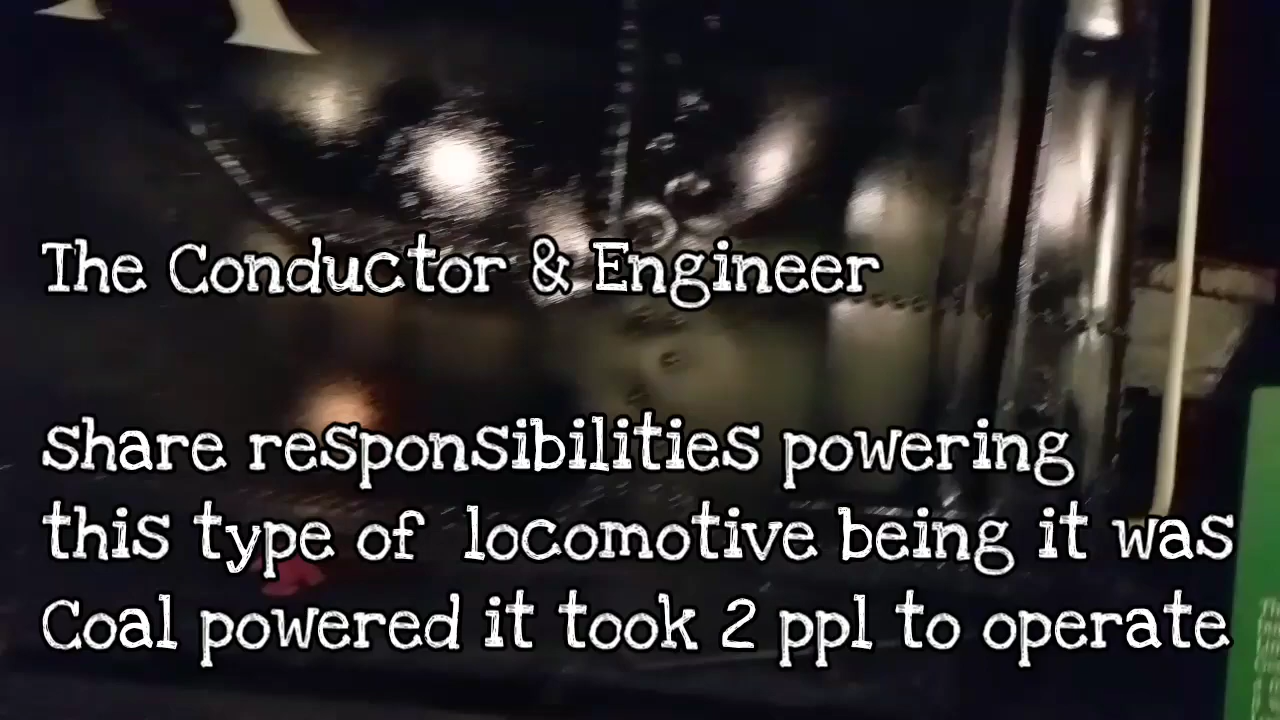 The Conductor & Engineer
share responsibilities powering
this type of locomotive being it was
Coal powered it took 2 ppl to operate